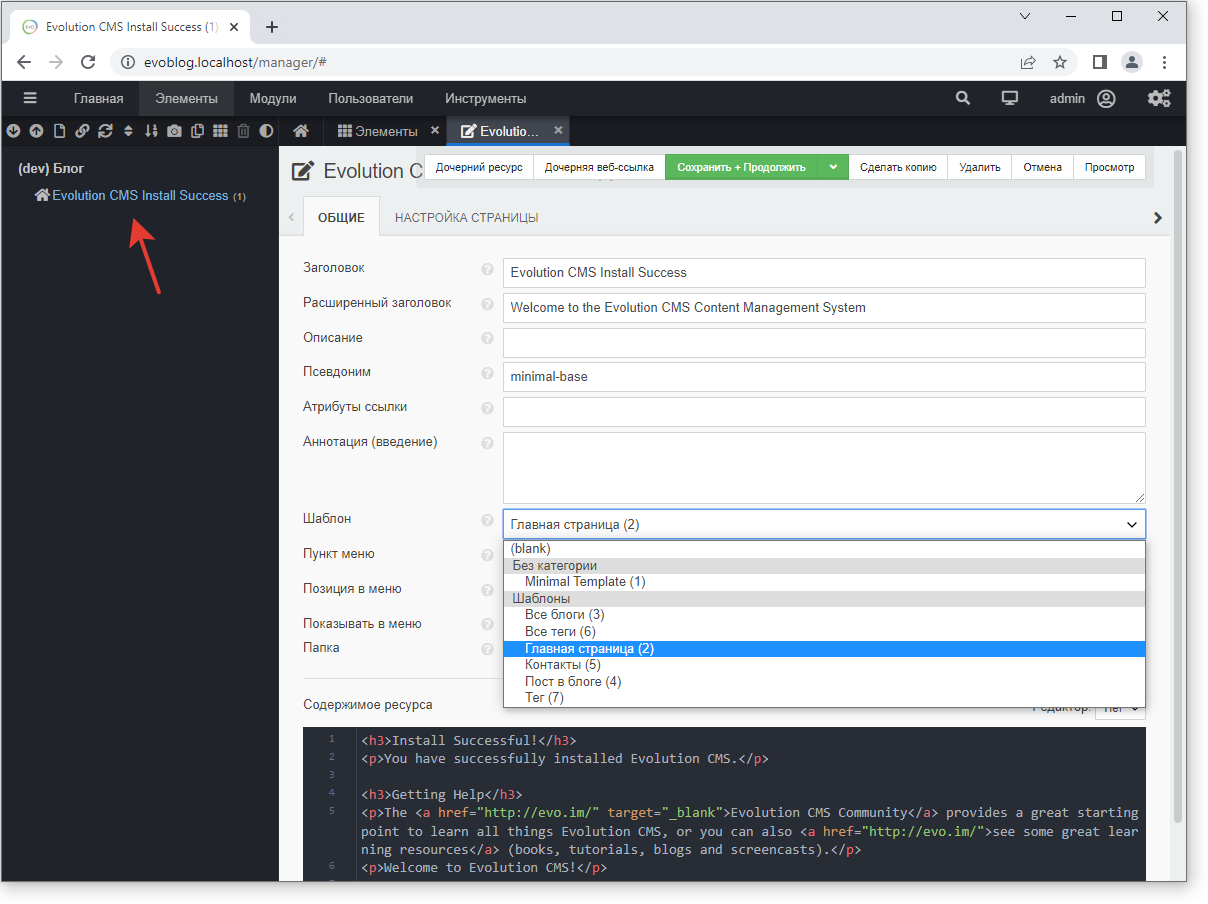 Evolution CMS Install Success (1)
evoblog.localhost/manager/#
Главная Элементы Модули Пользователи Инструменты admin
Элементы Evolutio...
(dev) Блог
Evolution CMS Install Success (1)
Evolution C
Дочерний ресурс Дочерняя веб-ссылка Сохранить + Продолжить Сделать копию Удалить Отмена Просмотр
ОБЩИЕ НАСТРОЙКА СТРАНИЦЫ
Заголовок Evolution CMS Install Success
Расширенный заголовок Welcome to the Evolution CMS Content Management System
Описание
Псевдоним minimal-base
Атрибуты ссылки
Аннотация (введение)
Шаблон Главная страница (2)
(blank)
Пункт меню
Без категории
Minimal Template (1)
Позиция в меню
Шаблоны
Все блоги (3)
Показывать в меню
Все теги (6)
Папка
Главная страница (2)
Контакты (5)
Пост в блоге (4)
Тег (7)
Содержимое ресурса
Редактор: Нет
1 <h3>Install Successful!</h3>
2 <p>You have successfully installed Evolution CMS.</p>
3
4 <h3>Getting Help</h3>
5 <p>The <a href="http://evo.im/" target="_blank">Evolution CMS Community</a> provides a great starting
point to learn all things Evolution CMS, or you can also <a href="http://evo.im/">see some great lear
ning resources</a> (books, tutorials, blogs and screencasts).</p>
6 <p>Welcome to Evolution CMS!</p>